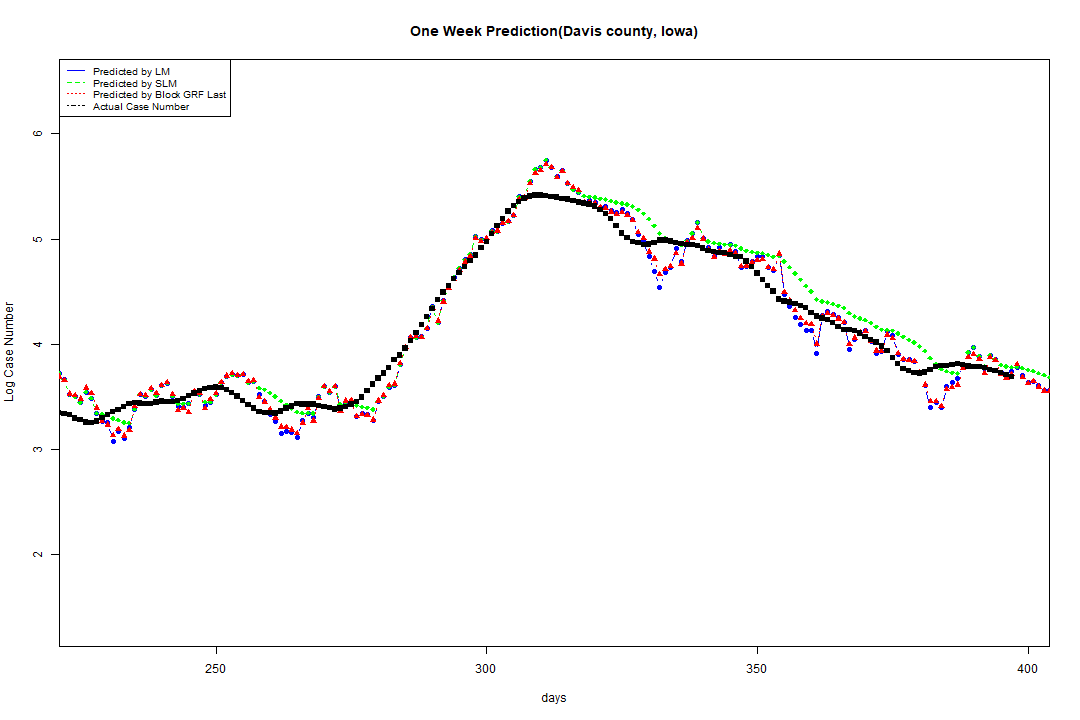 One Week Prediction(Davis county, Iowa)
Predicted by LM
Predicted by SLM
Predicted by Block GRF Last
Actual Case Number
6
5
4
3
2
Log Case Number
250 300 350 400
days